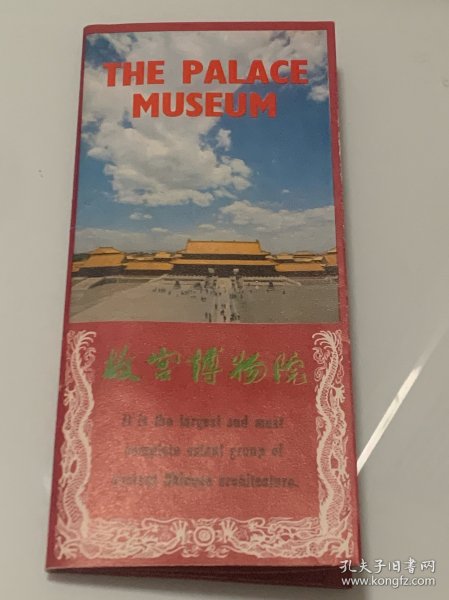 THE PALACE
MUSEUM
故宫博物院
It is the largest and most
complete extant group of
ancient Chinese architecture.
孔夫子旧书网
www.kongfz.com